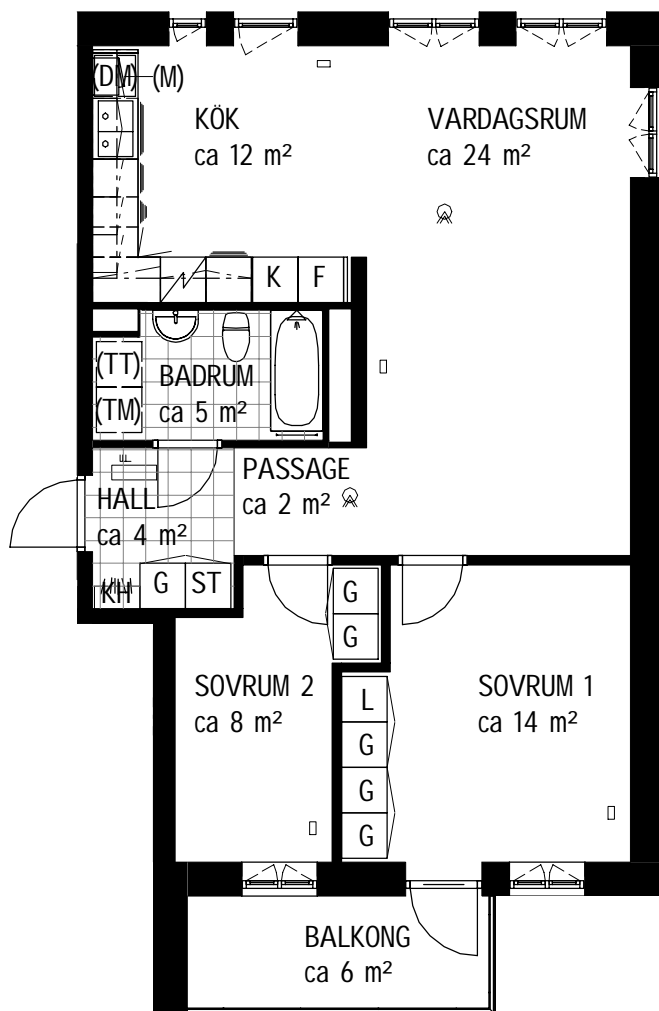 (DM)
(M)
KÖK
ca 12 m²
VARDAGSRUM
ca 24 m²
K
F
(TT)
(TM)
BADRUM
ca 5 m²
PASSAGE
ca 2 m²
HALL
ca 4 m²
KH
G
ST
G
G
SOVRUM 2
ca 8 m²
L
G
G
G
SOVRUM 1
ca 14 m²
BALKONG
ca 6 m²